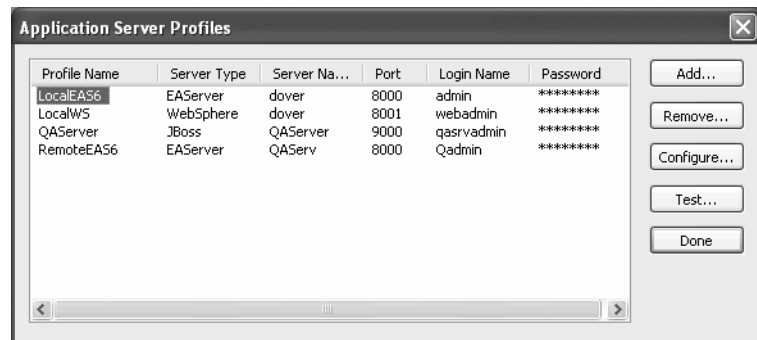 Application Server Profiles
Profile Name Server Type Server Na... Port Login Name Password
LocalEAS6 EAServer dover 8000 admin ********
LocalWS WebSphere dover 8001 webadmin ********
QAServer JBoss QAServer 9000 qasrvadmin ********
RemoteEAS6 EAServer QAServ 8000 Qadmin ********
Add...
Remove...
Configure...
Test...
Done